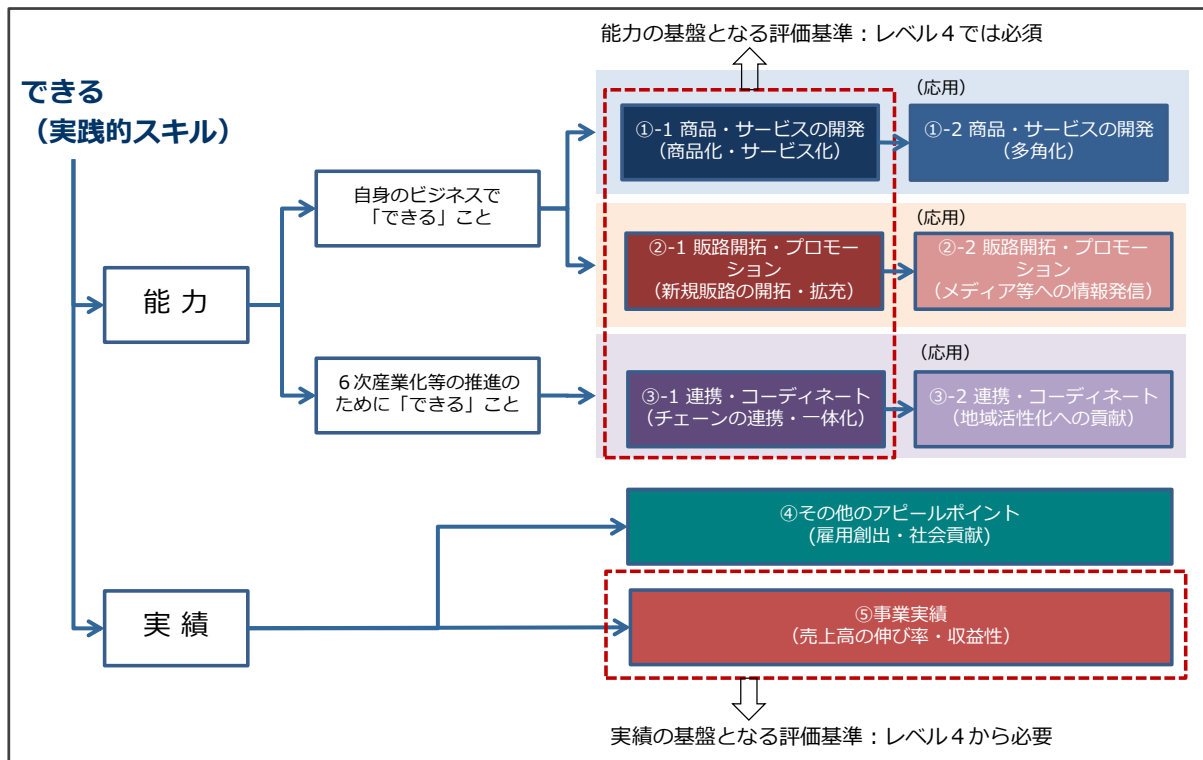 能力の基盤となる評価基準：レベル４では必須
できる
（実践的スキル）
（応用）
①-1 商品・サービスの開発
（商品化・サービス化）
①-2 商品・サービスの開発
（多角化）
自身のビジネスで
「できる」こと
（応用）
②-1 販路開拓・プロモー
ション
（新規販路の開拓・拡充）
②-2 販路開拓・プロモー
ション
（メディア等への情報発信）
能 力
６次産業化等の推進の
ために「できる」こと
（応用）
③-1 連携・コーディネート
（チェーンの連携・一体化）
③-2 連携・コーディネート
（地域活性化への貢献）
④その他のアピールポイント
(雇用創出・社会貢献)
実 績
⑤事業実績
（売上高の伸び率・収益性）
実績の基盤となる評価基準：レベル４から必要